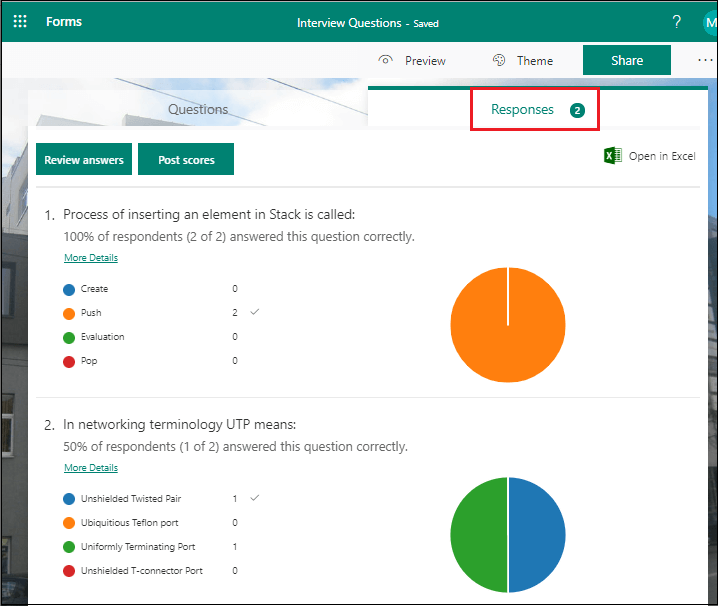 Forms
Interview Questions - Saved
?
M
Preview
Theme
Share
...
Questions
Responses 2
Review answers
Post scores
Open in Excel
1. Process of inserting an element in Stack is called:
100% of respondents (2 of 2) answered this question correctly.
More Details
Create 0
Push 2
Evaluation 0
Pop 0
2. In networking terminology UTP means:
50% of respondents (1 of 2) answered this question correctly.
More Details
Unshielded Twisted Pair 1
Ubiquitious Teflon port 0
Uniformly Terminating Port 1
Unshielded T-connector Port 0